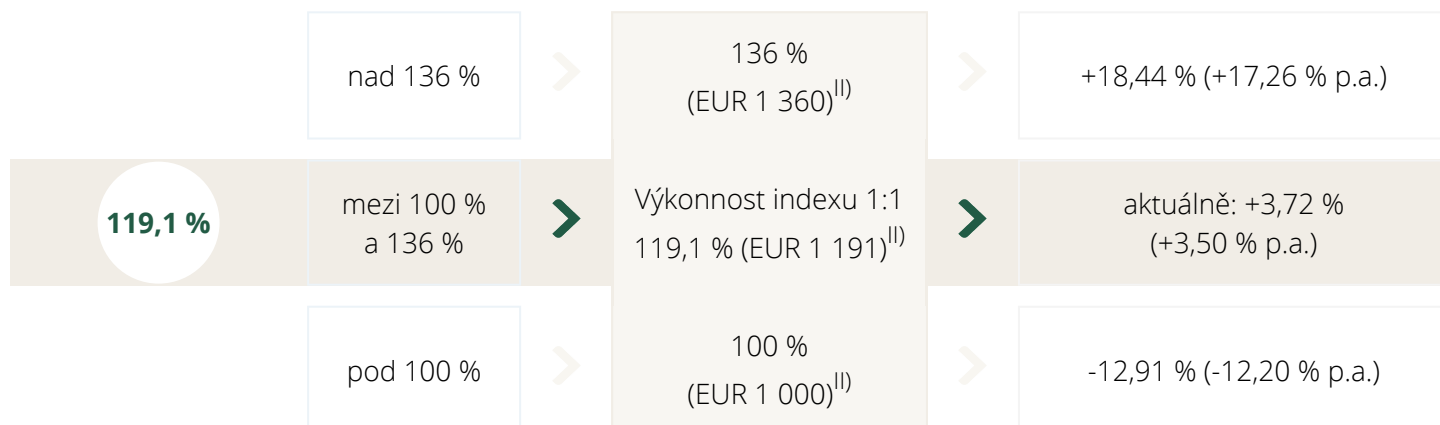 nad 136 %
136 %
(EUR 1 360)II)
+18,44 % (+17,26 % p.a.)
119,1 %
mezi 100 %
a 136 %
Výkonnost indexu 1:1
119,1 % (EUR 1 191)II)
aktuálně: +3,72 %
(+3,50 % p.a.)
pod 100 %
100 %
(EUR 1 000)II)
-12,91 % (-12,20 % p.a.)